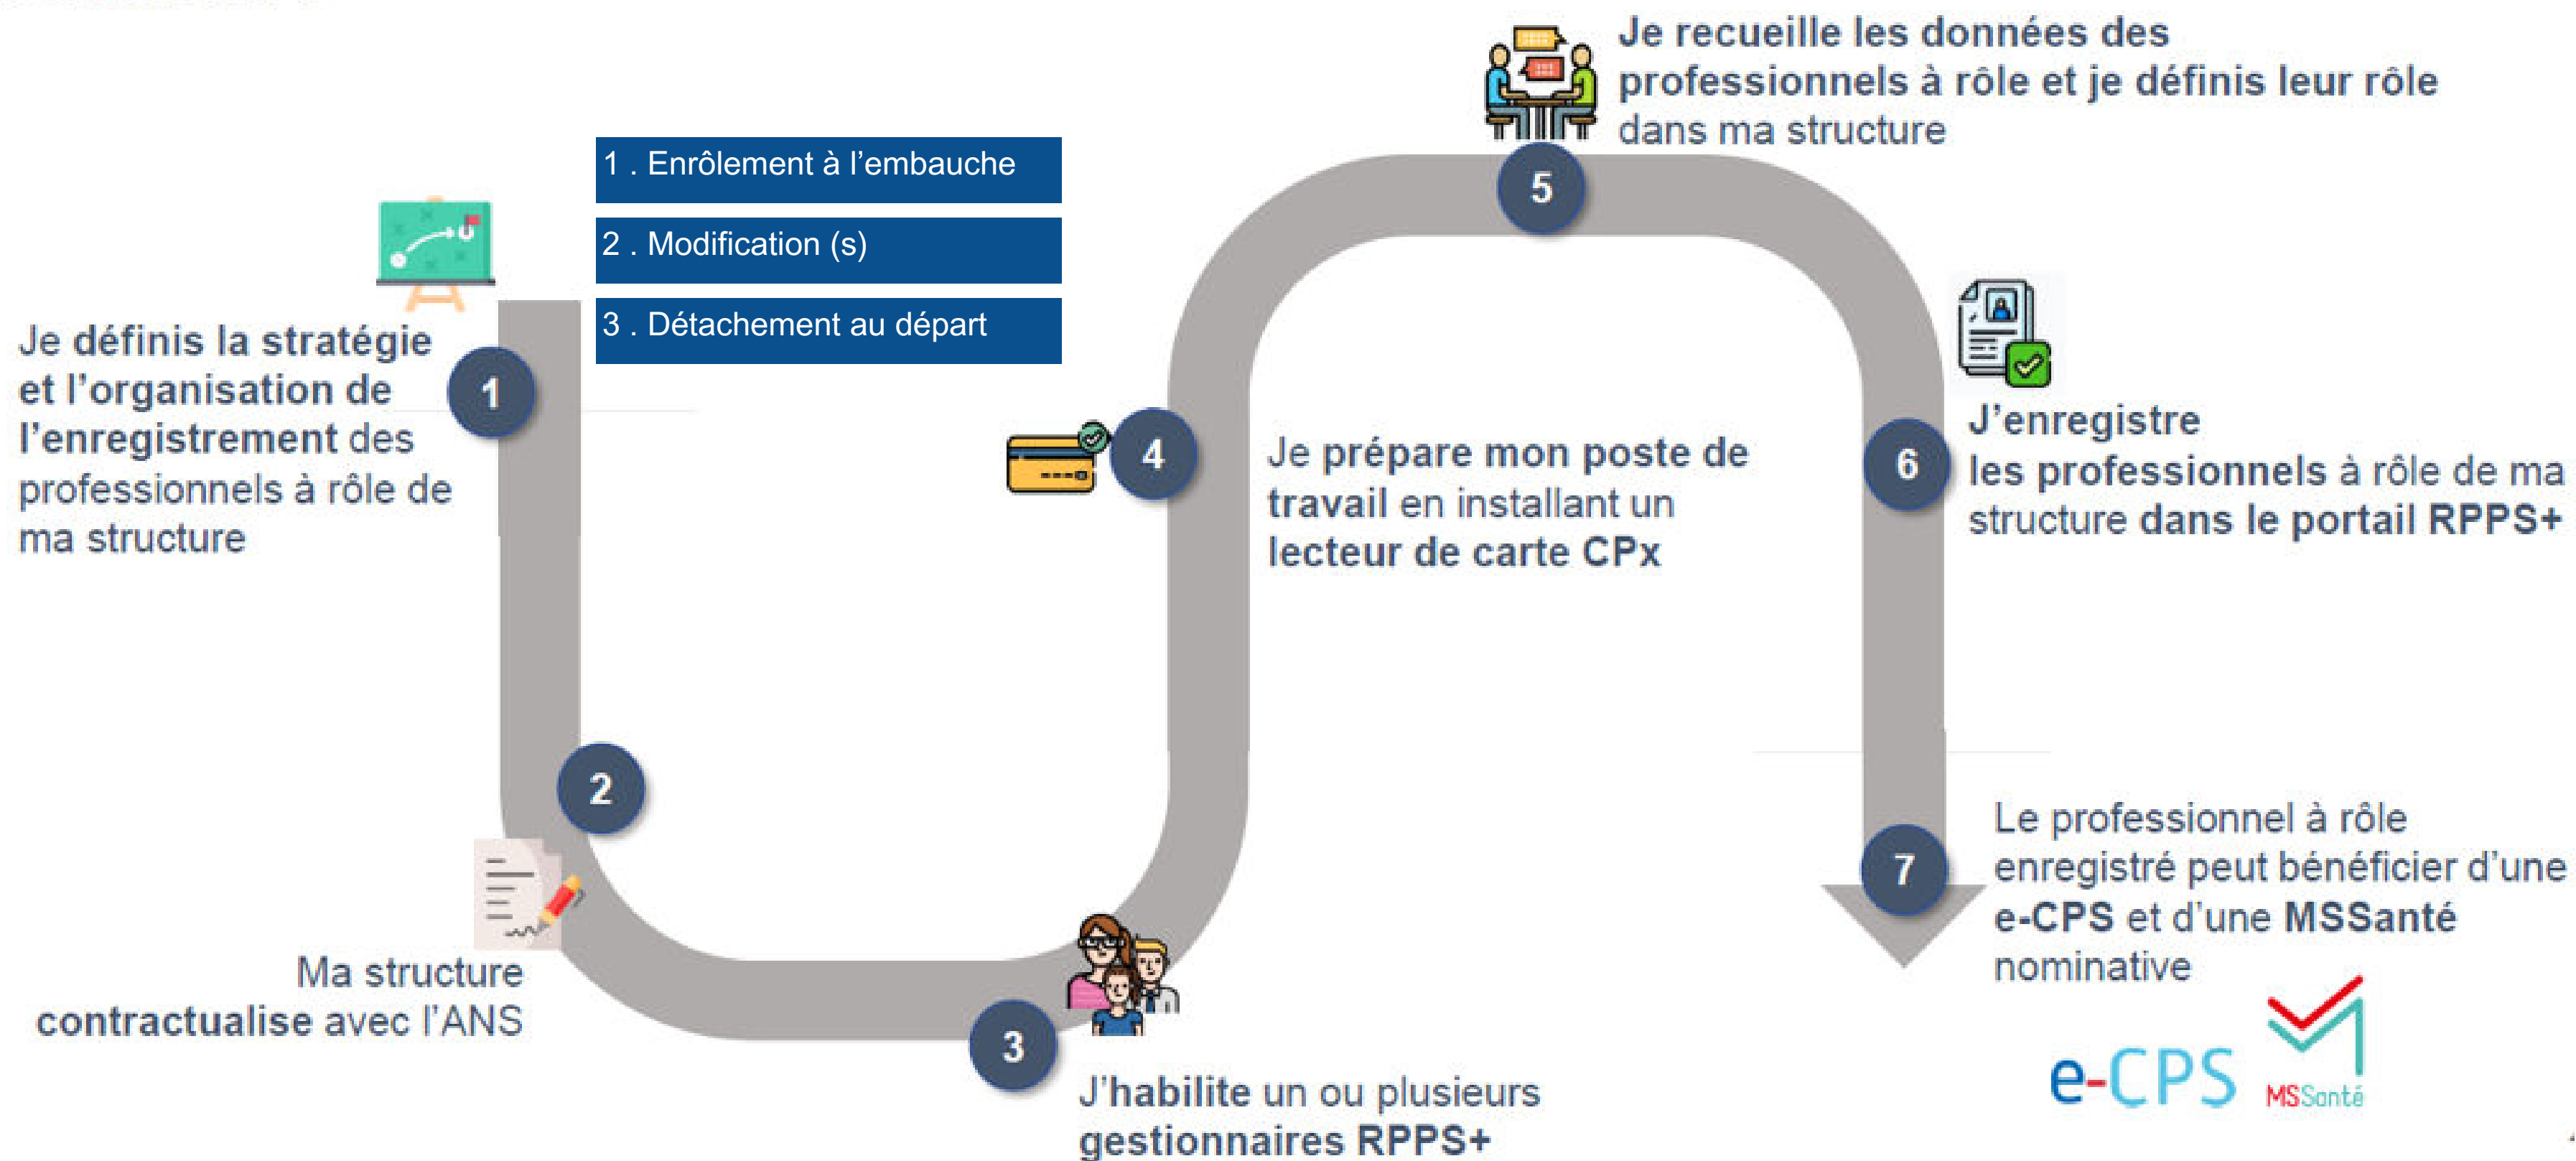 1
Je définis la stratégie
et l’organisation de
l’enregistrement des
professionnels à rôle de
ma structure
1 . Enrôlement à l’embauche
2 . Modification (s)
3 . Détachement au départ
2
Ma structure
contractualise avec l’ANS
3
J’habilite un ou plusieurs
gestionnaires RPPS+
4
Je prépare mon poste de
travail en installant un
lecteur de carte CPx
5
Je recueille les données des
professionnels à rôle et je définis leur rôle
dans ma structure
6
J’enregistre
les professionnels à rôle de ma
structure dans le portail RPPS+
7
Le professionnel à rôle
enregistré peut bénéficier d’une
e-CPS et d’une MSSanté
nominative
e-CPS
MSSanté